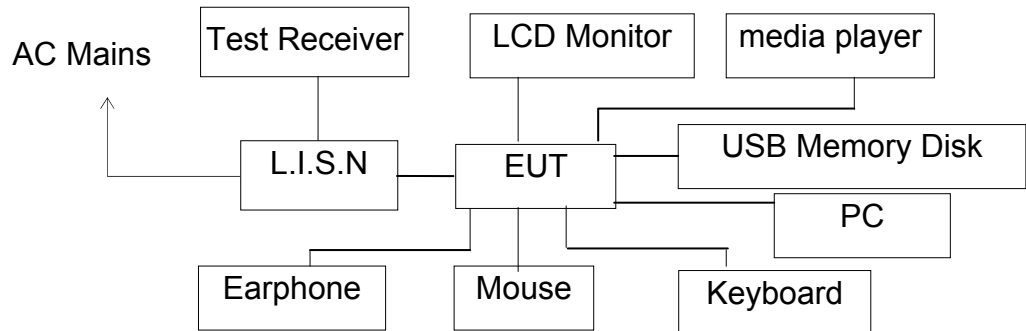 AC Mains
Test Receiver
LCD Monitor
media player
L.I.S.N
EUT
USB Memory Disk
PC
Earphone
Mouse
Keyboard